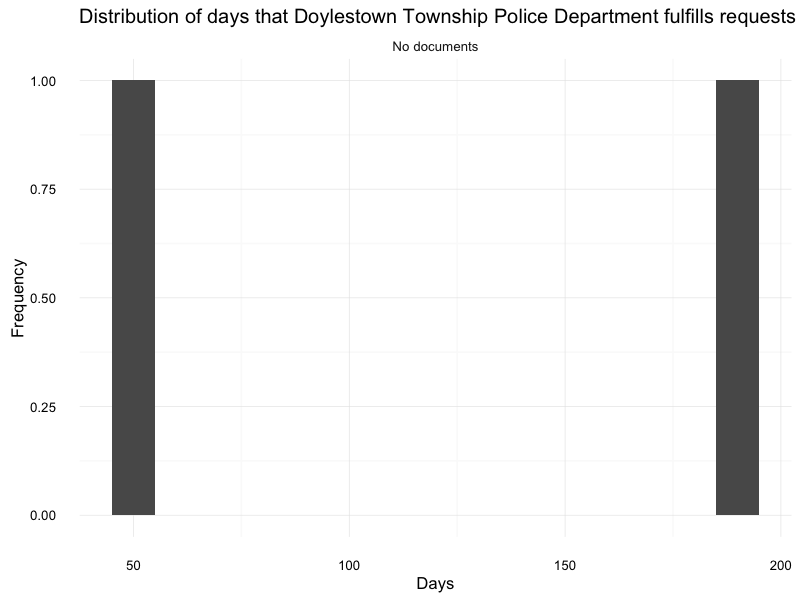 Distribution of days that Doylestown Township Police Department fulfills requests
No documents
1.00
0.75
0.50
0.25
0.00
Frequency
50 100 150 200
Days